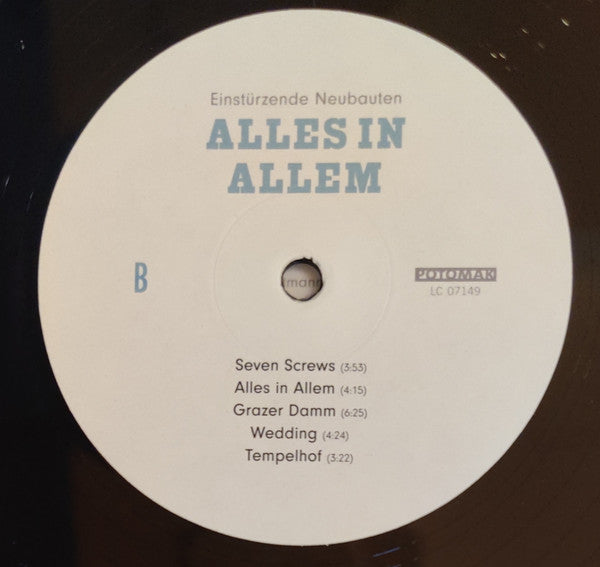 Einstürzende Neubauten
ALLES IN
ALLEM
B
POTOMAK
LC 07149
Seven Screws (3:53)
Alles in Allem (4:15)
Grazer Damm (6:25)
Wedding (4:24)
Tempelhof (3:22)